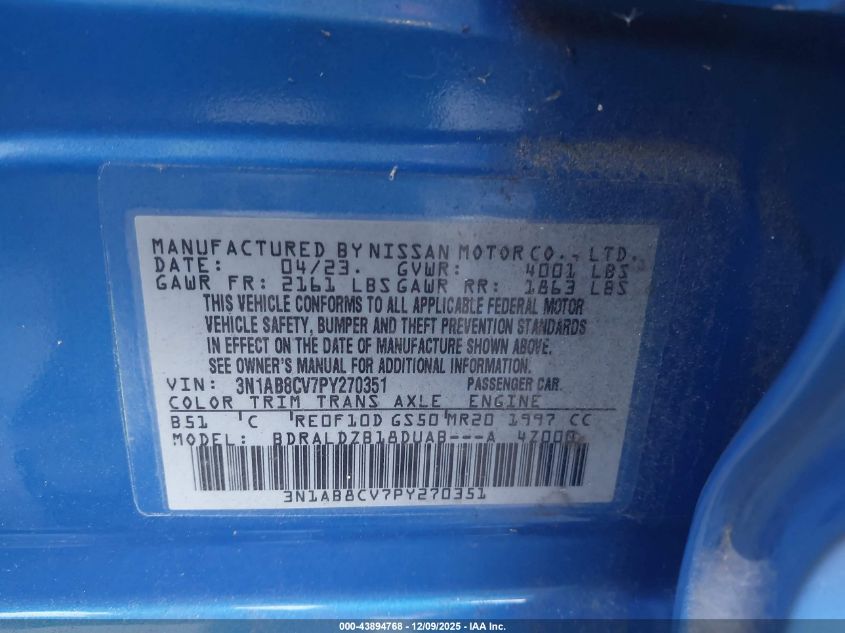 MANUFACTURED BY NISSAN MOTOR CO., LTD.
DATE: 04/23. GVWR: 4001 LBS
GAWR FR: 2161 LBS GAWR RR: 1863 LBS
THIS VEHICLE CONFORMS TO ALL APPLICABLE FEDERAL MOTOR
VEHICLE SAFETY, BUMPER AND THEFT PREVENTION STANDARDS
IN EFFECT ON THE DATE OF MANUFACTURE SHOWN ABOVE.
SEE OWNER'S MANUAL FOR ADDITIONAL INFORMATION.
VIN: 3N1AB8CV7PY270351 PASSENGER CAR.
COLOR TRIM TRANS AXLE ENGINE
B51 C RE0F10D GS50 MR20 1997 CC
MODEL: BDRALDZB18DUAB---A 4Z000
3N1AB8CV7PY270351
000-43894768 - 12/09/2025 - IAA Inc.